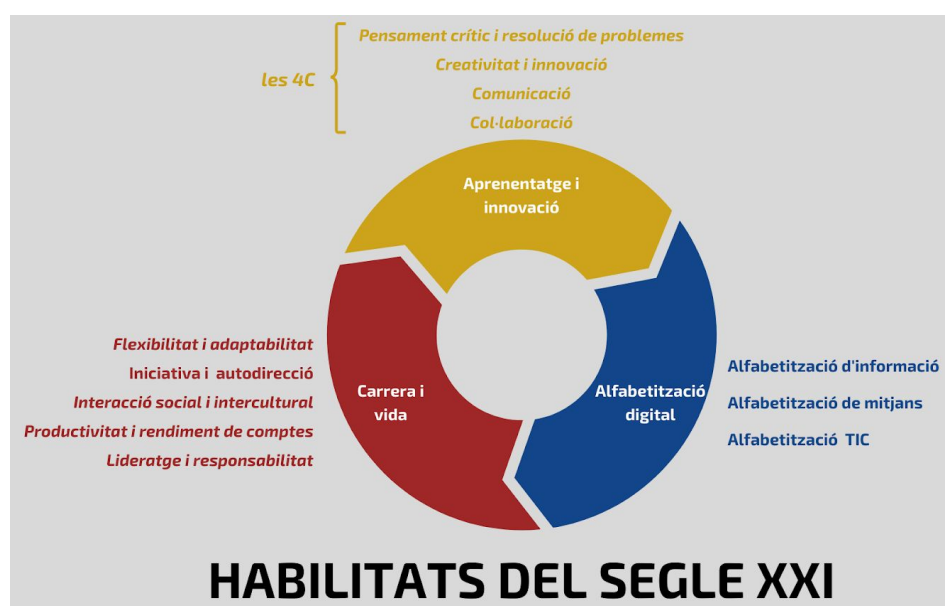 les 4C
Pensament crític i resolució de problemes
Creativitat i innovació
Comunicació
Col·laboració
Aprenentatge i
innovació
Flexibilitat i adaptabilitat
Iniciativa i autodirecció
Interacció social i intercultural
Productivitat i rendiment de comptes
Lideratge i responsabilitat
Carrera i
vida
Alfabetització
digital
Alfabetització d'informació
Alfabetització de mitjans
Alfabetització TIC
HABILITATS DEL SEGLE XXI